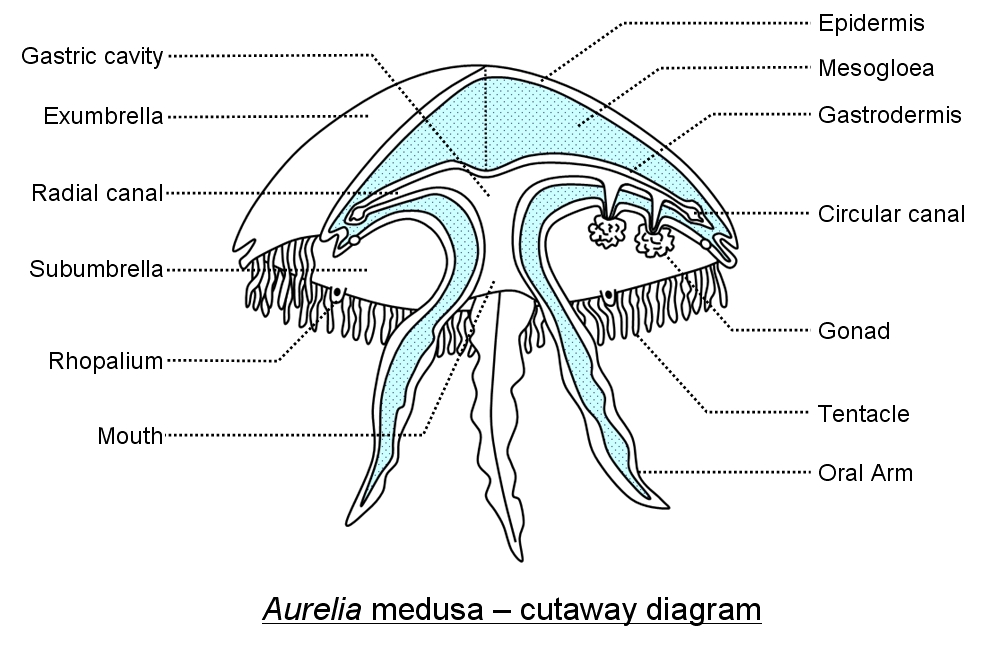 Gastric cavity
Exumbrella
Radial canal
Subumbrella
Rhopalium
Mouth
Epidermis
Mesogloea
Gastrodermis
Circular canal
Gonad
Tentacle
Oral Arm
Aurelia medusa – cutaway diagram